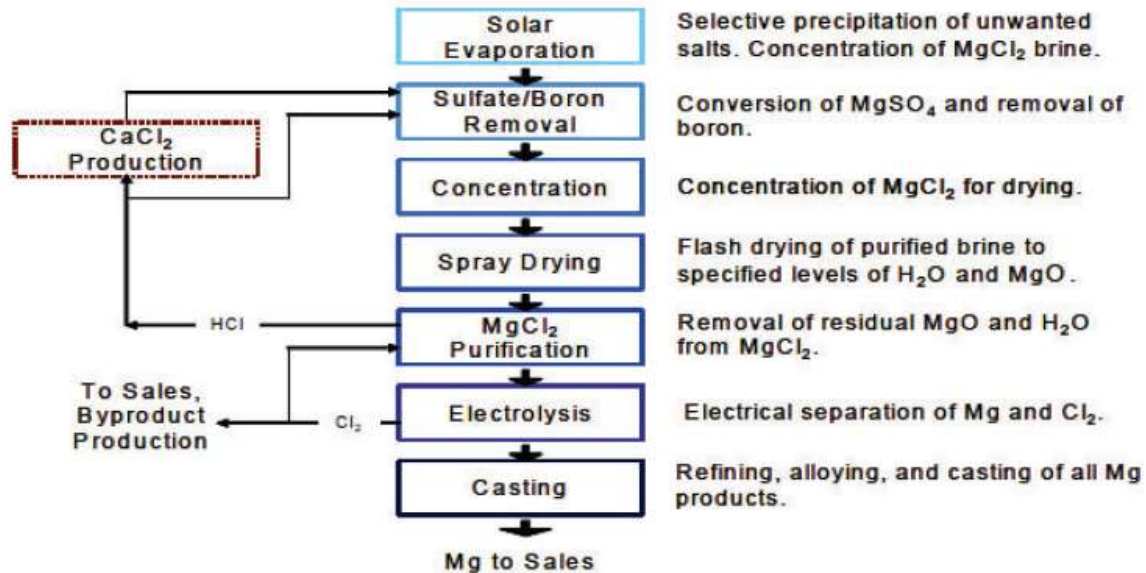 Solar
Evaporation
Selective precipitation of unwanted
salts. Concentration of MgCl₂ brine.
Sulfate/Boron
Removal
Conversion of MgSO₄ and removal of
boron.
CaCl₂
Production
Concentration
Concentration of MgCl₂ for drying.
Spray Drying
Flash drying of purified brine to
specified levels of H₂O and MgO.
HCl
MgCl₂
Purification
Removal of residual MgO and H₂O
from MgCl₂.
To Sales,
Byproduct
Production
Cl₂
Electrolysis
Electrical separation of Mg and Cl₂.
Casting
Refining, alloying, and casting of all Mg
products.
Mg to Sales